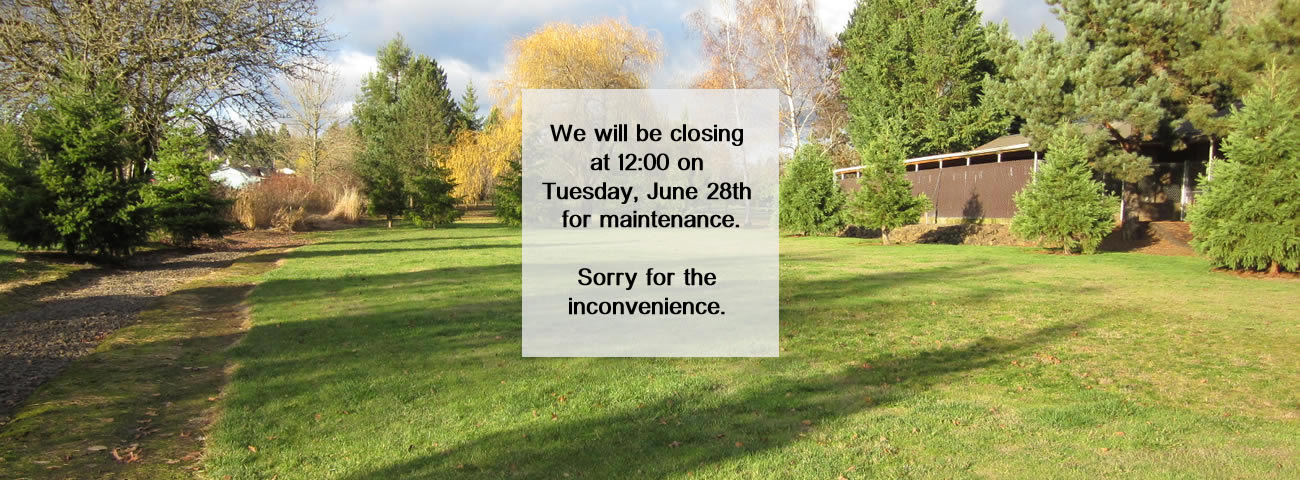 We will be closing
at 12:00 on
Tuesday, June 28th
for maintenance.
Sorry for the
inconvenience.